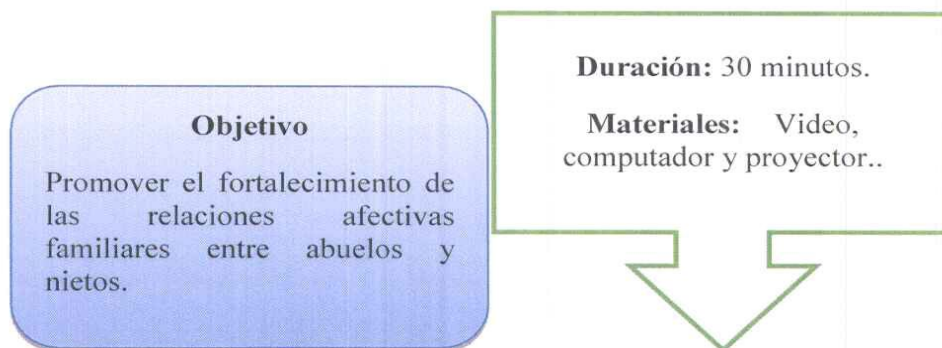 Objetivo
Promover el fortalecimiento de
las relaciones afectivas
familiares entre abuelos y
nietos.
Duración: 30 minutos.
Materiales: Video,
computador y proyector..